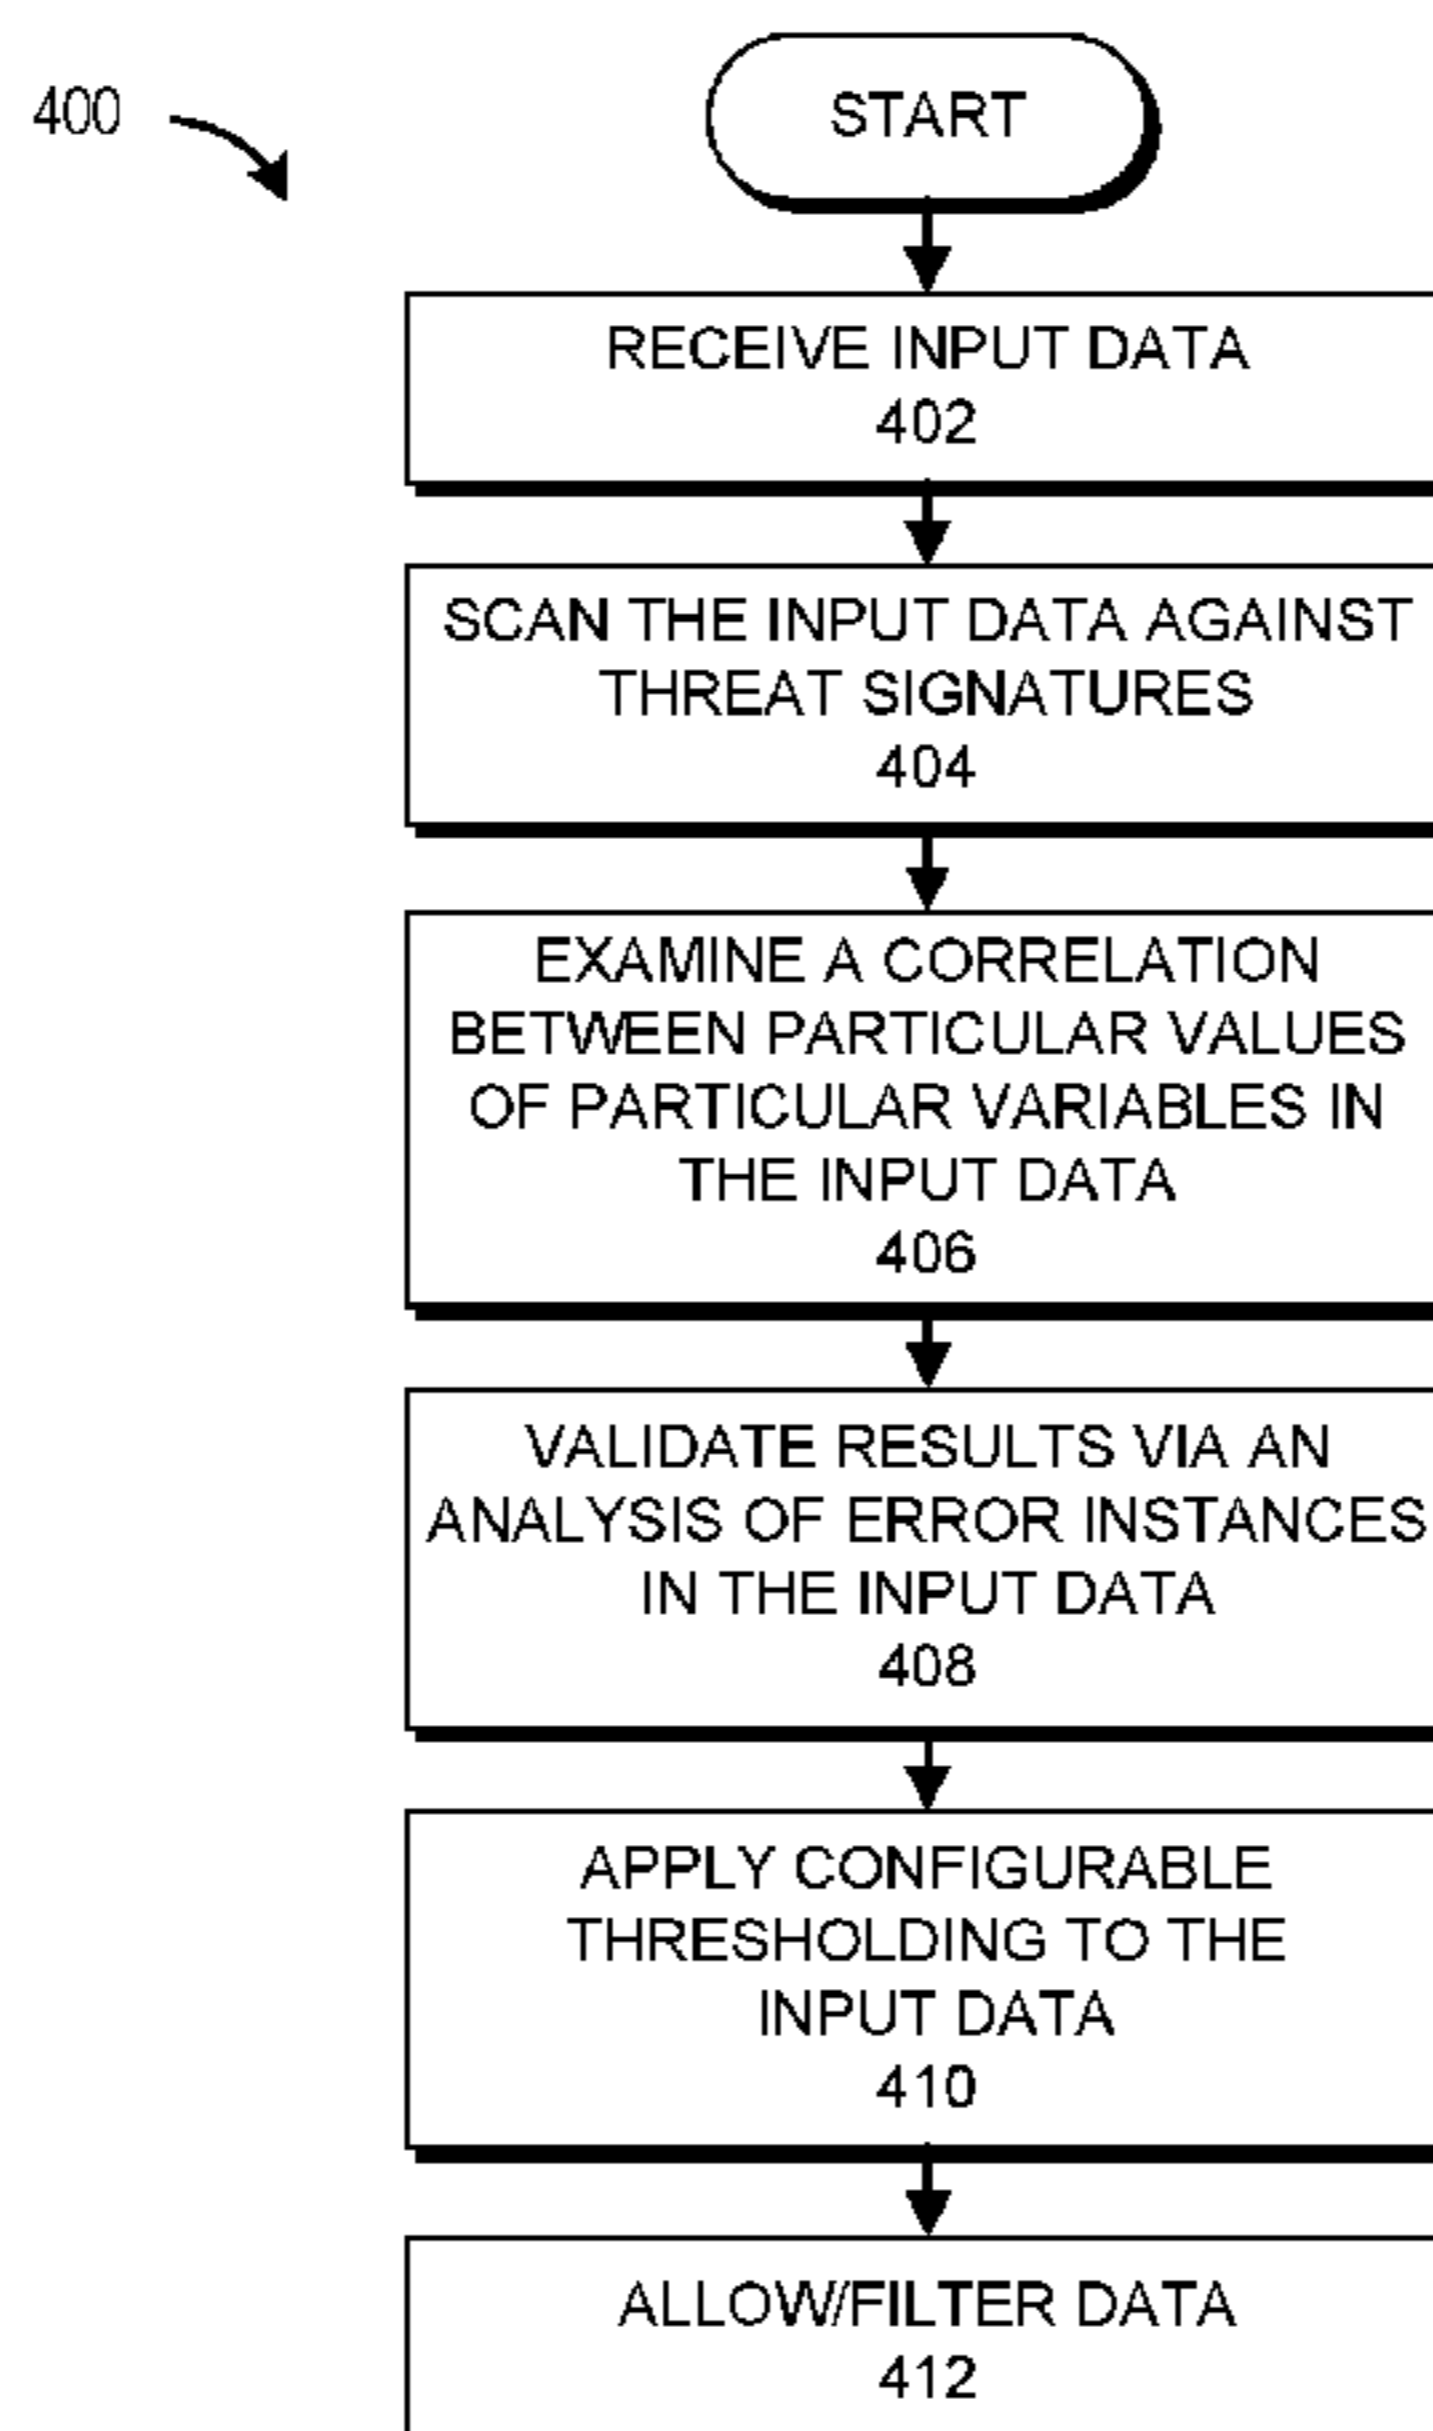 400
START
RECEIVE INPUT DATA
402
SCAN THE INPUT DATA AGAINST
THREAT SIGNATURES
404
EXAMINE A CORRELATION
BETWEEN PARTICULAR VALUES
OF PARTICULAR VARIABLES IN
THE INPUT DATA
406
VALIDATE RESULTS VIA AN
ANALYSIS OF ERROR INSTANCES
IN THE INPUT DATA
408
APPLY CONFIGURABLE
THRESHOLDING TO THE
INPUT DATA
410
ALLOW/FILTER DATA
412